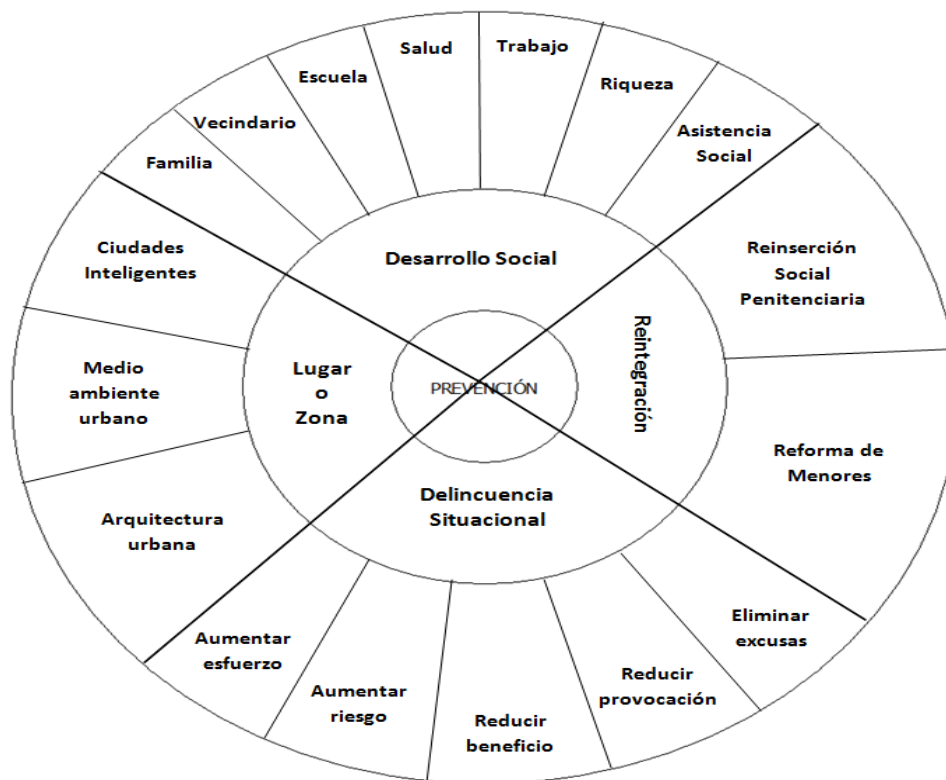 Salud
Trabajo
Escuela
Riqueza
Vecindario
Asistencia
Social
Familia
Ciudades
Inteligentes
Desarrollo Social
Reinserción
Social
Penitenciaria
Medio
ambiente
urbano
Lugar
o
Zona
PREVENCIÓN
Reintegración
Reforma de
Menores
Arquitectura
urbana
Delincuencia
Situacional
Aumentar
esfuerzo
Aumentar
riesgo
Reducir
beneficio
Reducir
provocación
Eliminar
excusas